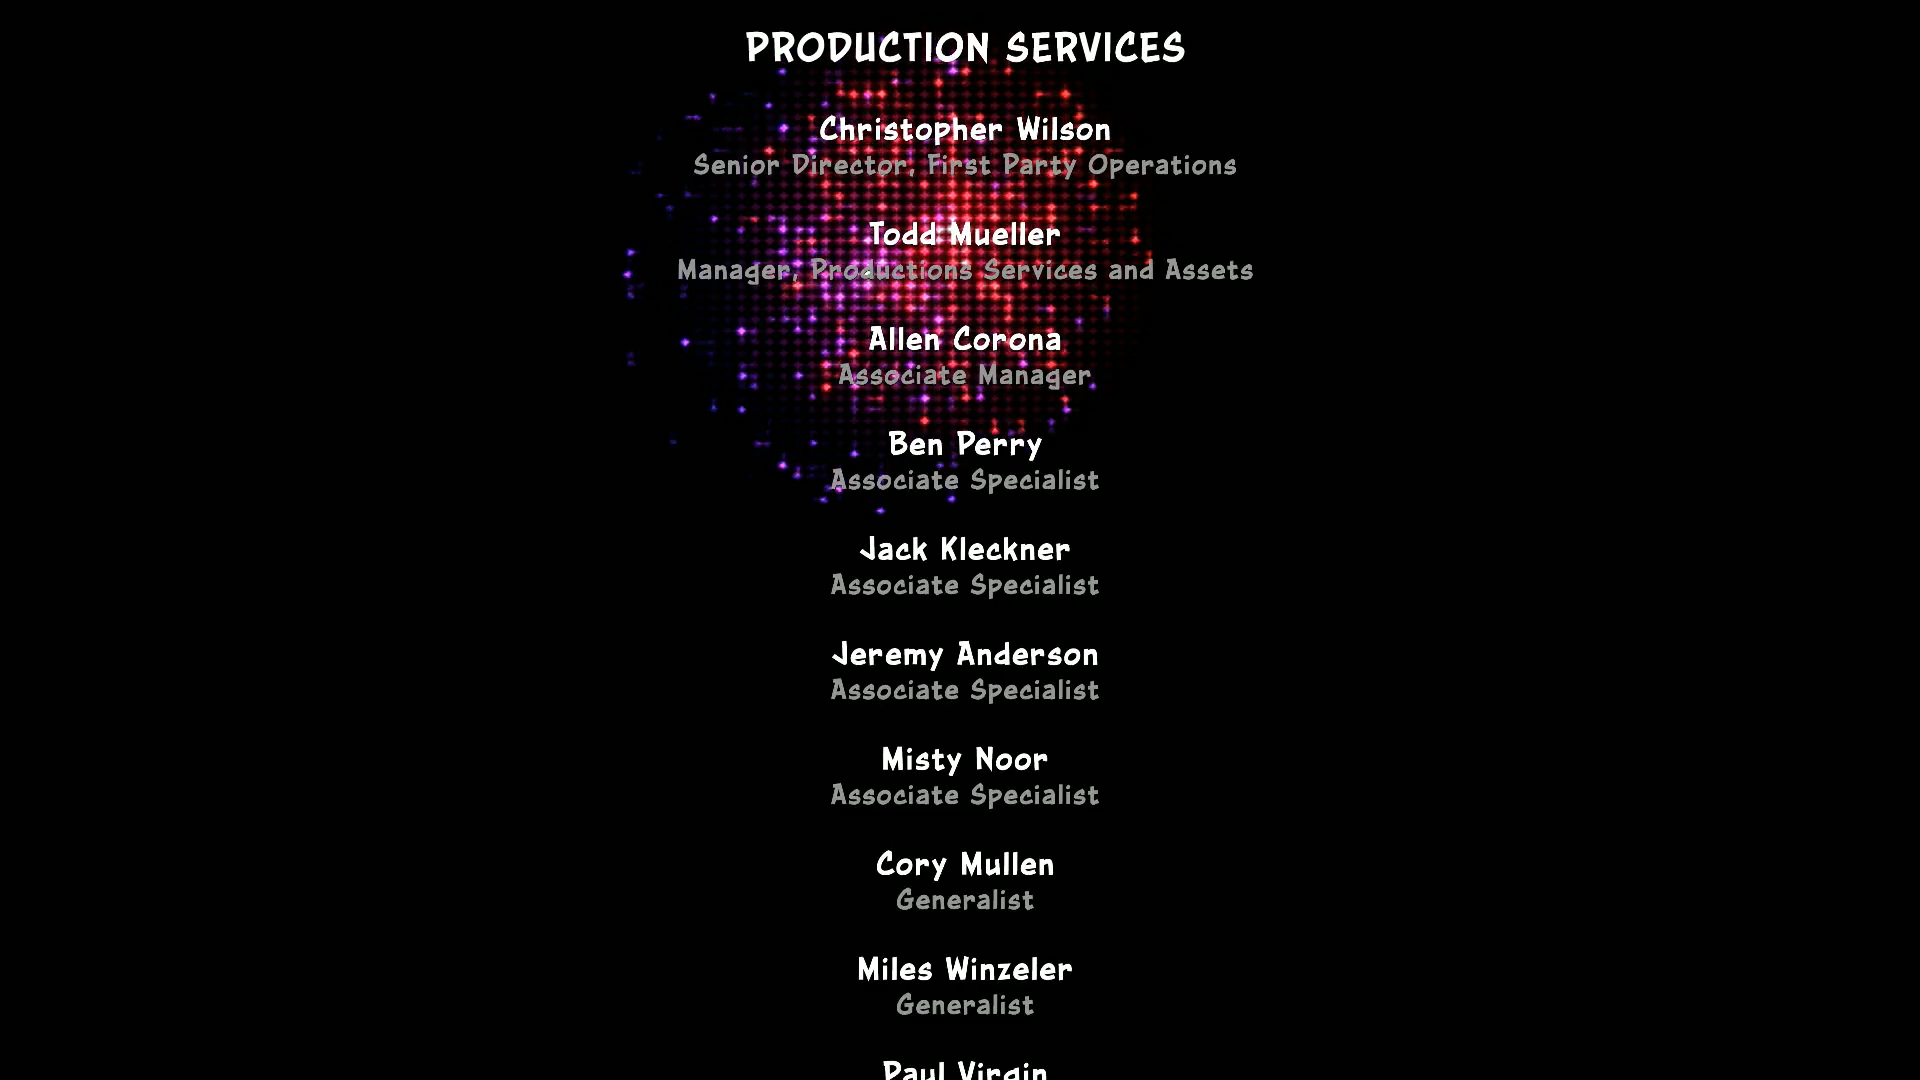 PRODUCTION SERVICES
Christopher Wilson
Senior Director, First Party Operations
Todd Mueller
Manager, Productions Services and Assets
Allen Corona
Associate Manager
Ben Perry
Associate Specialist
Jack Kleckner
Associate Specialist
Jeremy Anderson
Associate Specialist
Misty Noor
Associate Specialist
Cory Mullen
Generalist
Miles Winzeler
Generalist
Paul Virgin